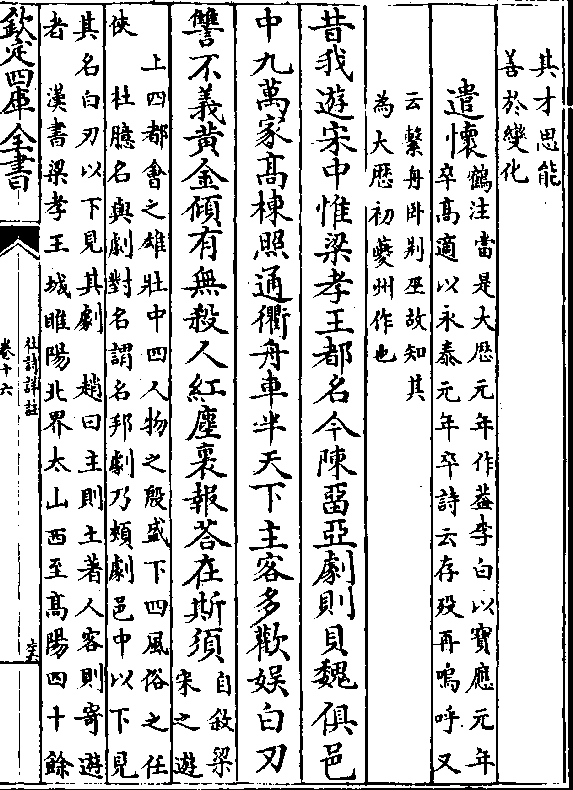 其才思能
善於變化
遣懷
鶴注當是大歴元年作葢李白以寶應元年
卒髙適以永泰元年卒詩云存殁再嗚呼又
云繫舟卧荆巫故知其
為大歴初夔州作也
昔我遊宋中惟梁孝王都名今陳畱亞劇則貝魏俱邑
中九萬家髙棟照通衢舟車半天下主客多歡娱白刃
讐不義黄金傾有無殺人紅塵裏報答在斯須
自叙梁
宋之遊
上四都會之雄壯中四人物之殷盛下四風俗之任
俠 杜臆名與劇對名謂名邦劇乃頬劇邑中以下見
其名白刃以下見其劇 趙曰主則土著人客則寄遊
者 漢書梁孝王城睢陽北界太山西至髙陽四十餘
欽定四庫全書
杜詩詳註
卷十六